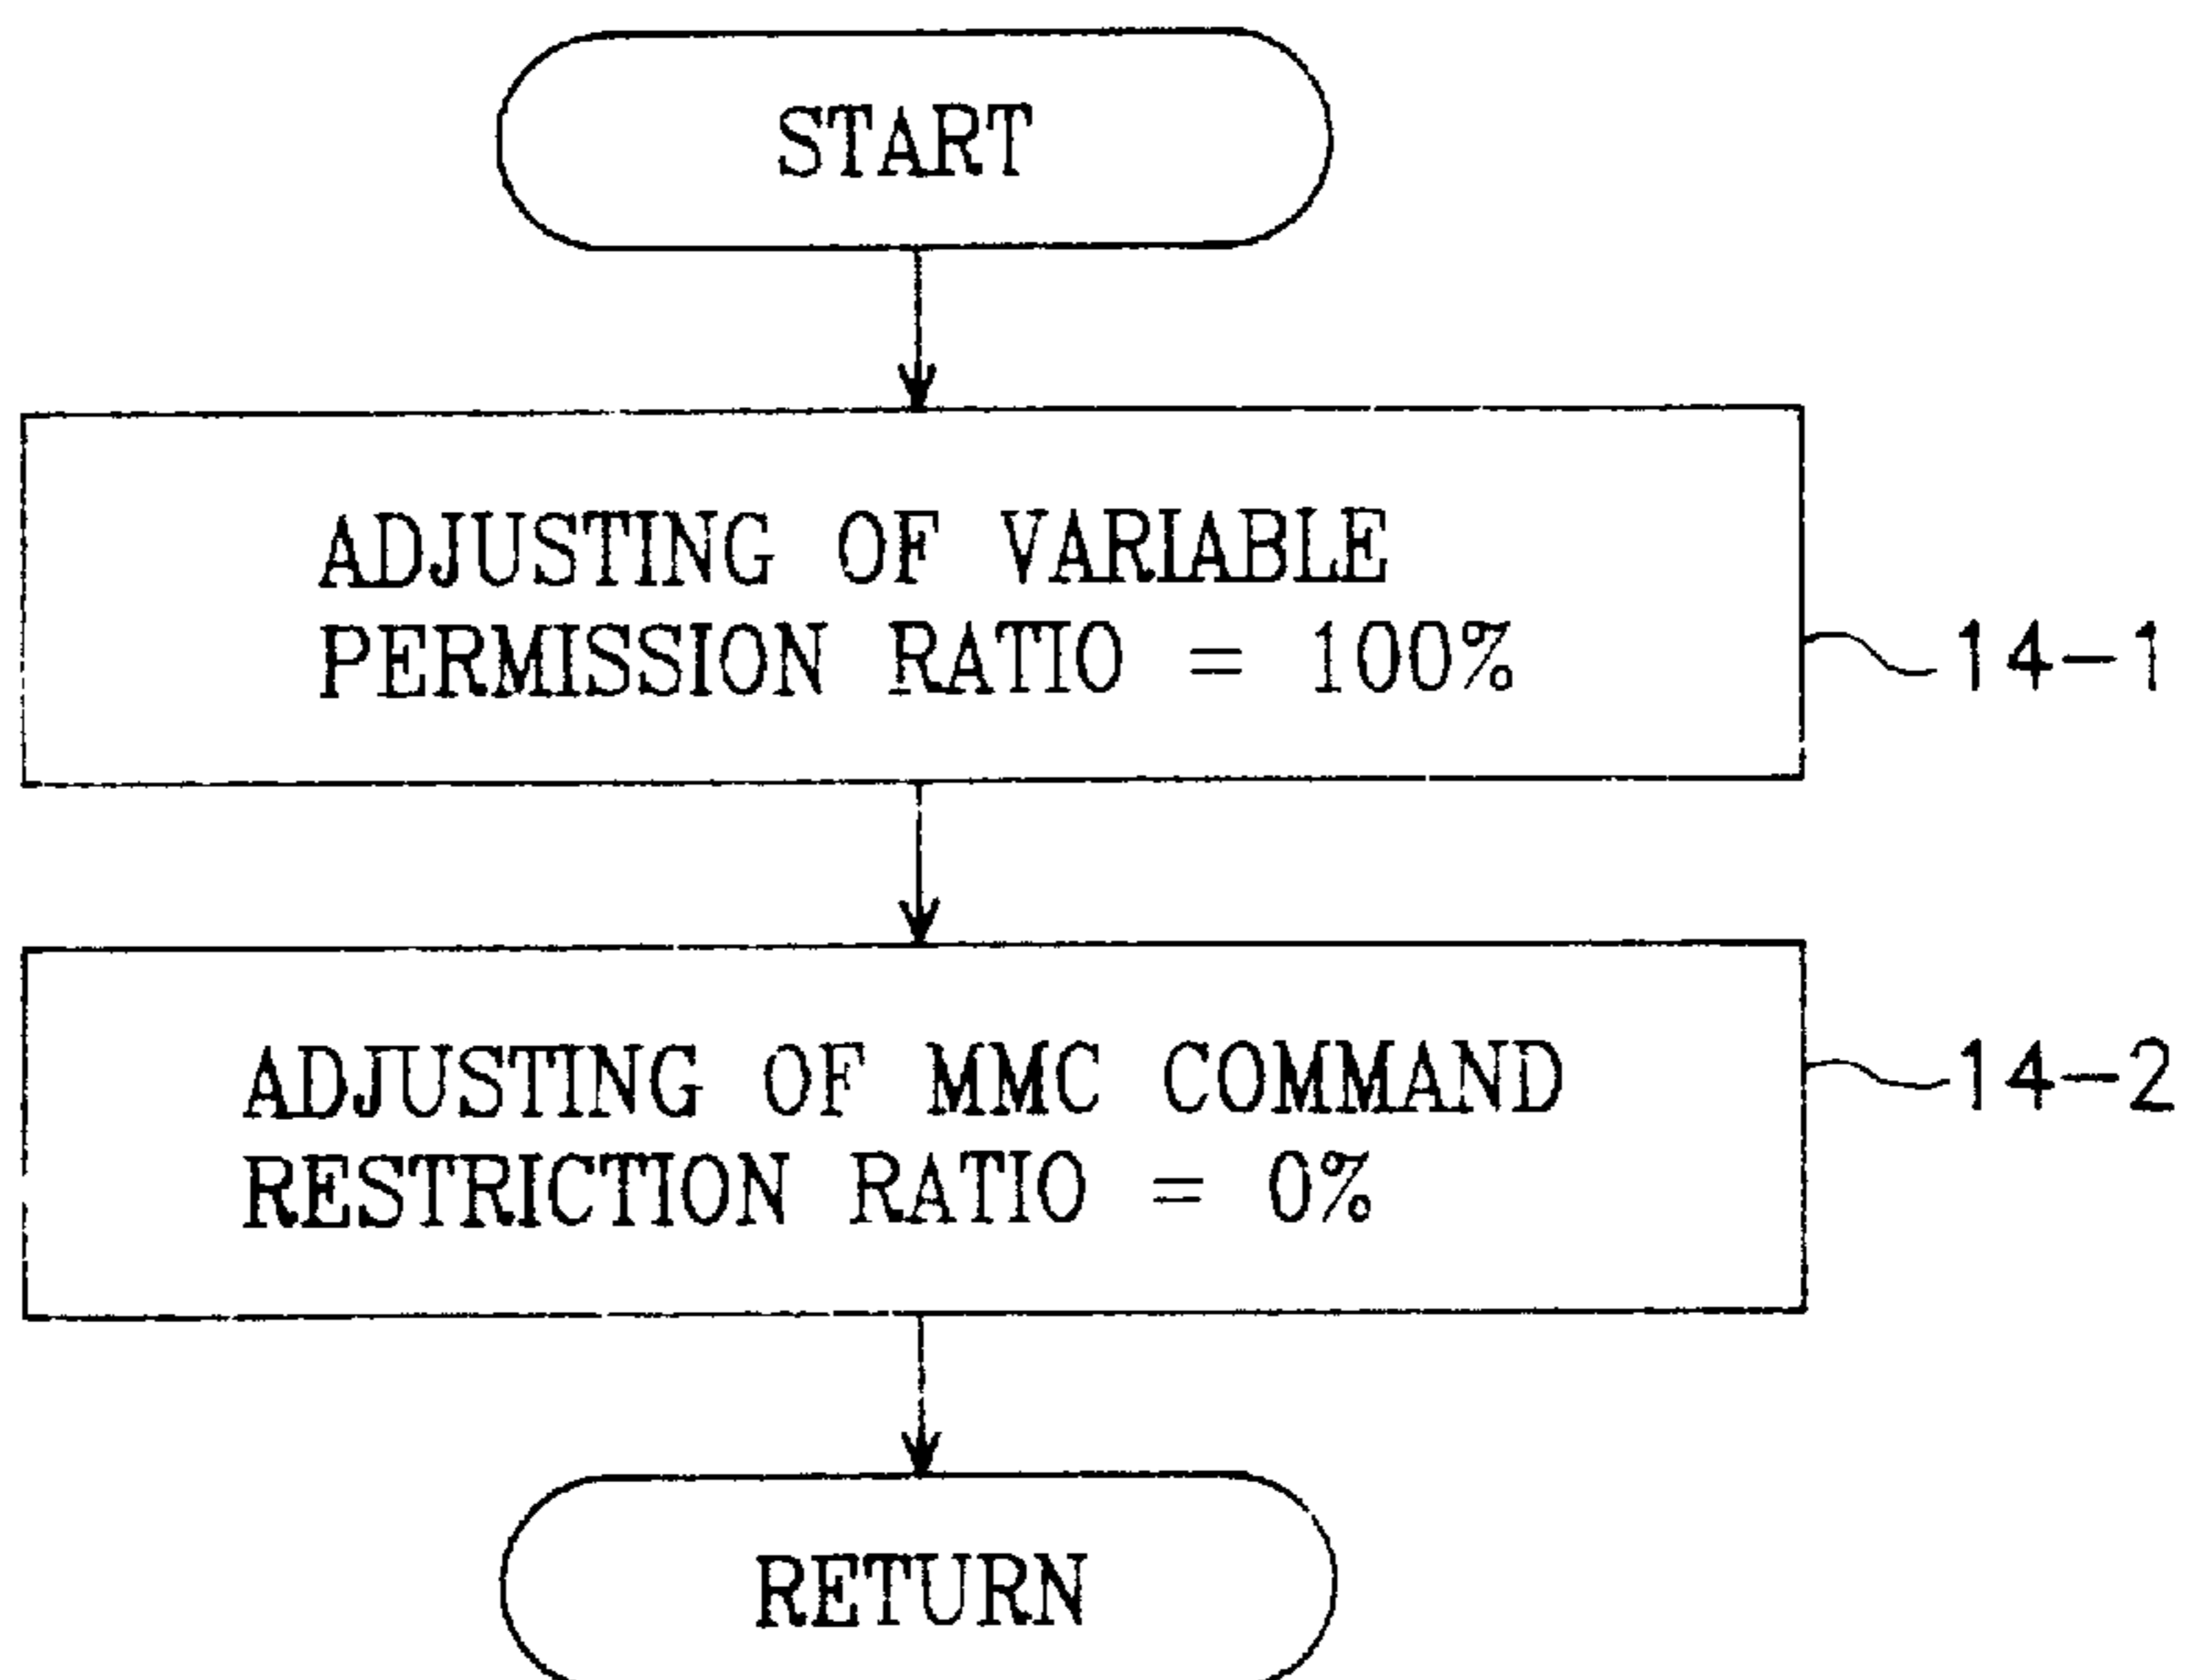 START
ADJUSTING OF VARIABLE
PERMISSION RATIO = 100%
14-1
ADJUSTING OF MMC COMMAND
RESTRICTION RATIO = 0%
14-2
RETURN